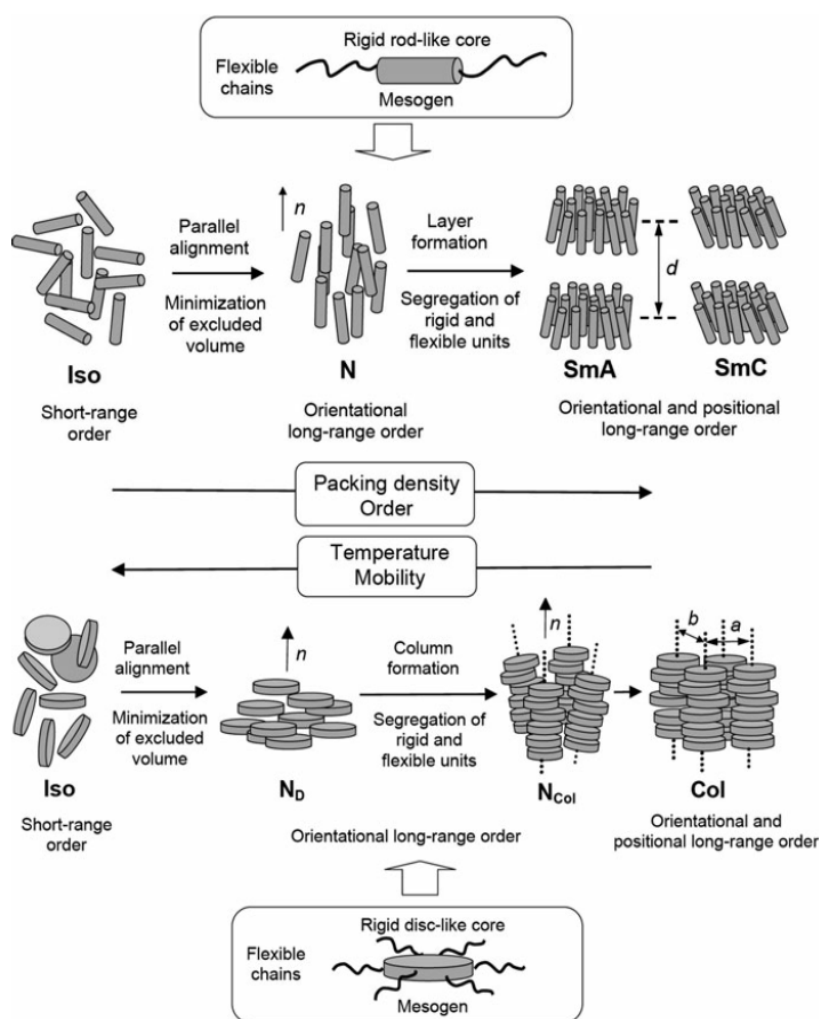 Rigid rod-like core
Flexible
chains
Mesogen
n
Parallel
alignment
Minimization
of excluded
volume
Layer
formation
Segregation of
rigid and
flexible units
d
Iso
N
SmA
SmC
Short-range
order
Orientational
long-range order
Orientational and positional
long-range order
Packing density
Order
Temperature
Mobility
Parallel
alignment
Minimization
of excluded
volume
n
Column
formation
Segregation of
rigid and
flexible units
n
b
a
Iso
ND
NCol
Col
Short-range
order
Orientational long-range order
Orientational and
positional long-range order
Rigid disc-like core
Flexible
chains
Mesogen